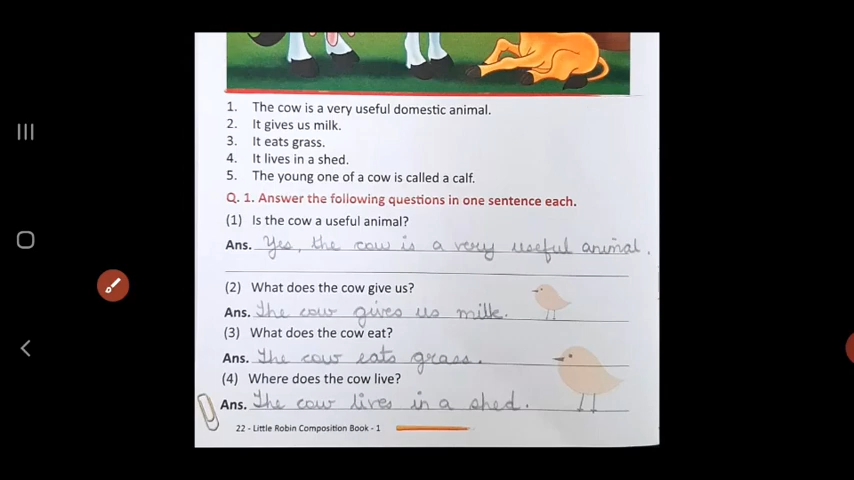 1. The cow is a very useful domestic animal.
2. It gives us milk.
3. It eats grass.
4. It lives in a shed.
5. The young one of a cow is called a calf.
Q. 1. Answer the following questions in one sentence each.
(1) Is the cow a useful animal?
Ans. Yes, the cow is a very useful animal.
(2) What does the cow give us?
Ans. The cow gives us milk.
(3) What does the cow eat?
Ans. The cow eats grass.
(4) Where does the cow live?
Ans. The cow lives in a shed.
22 - Little Robin Composition Book - 1